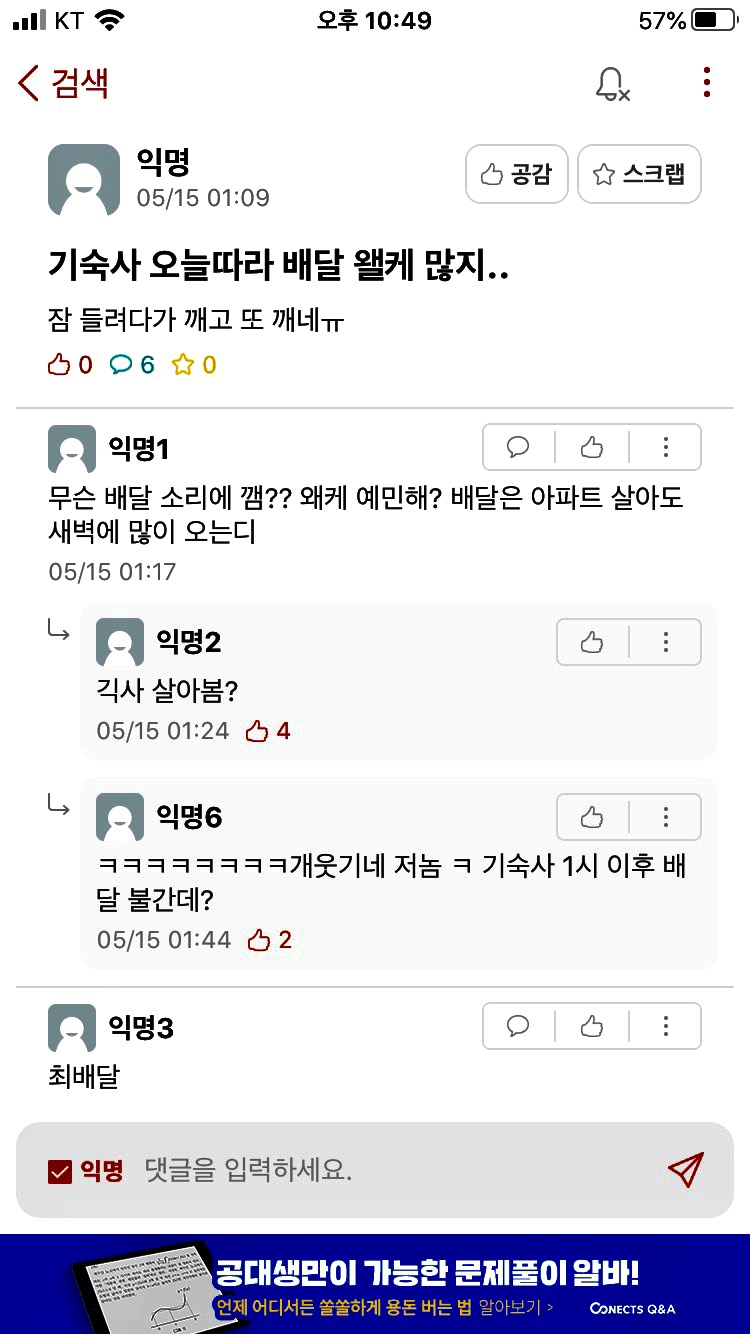 KT 오후 10:49 57%
검색
익명
05/15 01:09
공감 스크랩
기숙사 오늘따라 배달 왤케 많지..
잠 들려다가 깨고 또 깨네ㅠ
0 6 0
익명1
무슨 배달 소리에 깸?? 왜케 예민해? 배달은 아파트 살아도
새벽에 많이 오는디
05/15 01:17
익명2
긱사 살아봄?
05/15 01:24 4
익명6
ㅋㅋㅋㅋㅋㅋㅋㅋ개웃기네 저놈 ㅋ 기숙사 1시 이후 배
달 불간데?
05/15 01:44 2
익명3
최배달
익명 댓글을 입력하세요.
공대생만이 가능한 문제풀이 알바!
언제 어디서든 쏠쏠하게 용돈 버는 법 알아보기 > CONECTS Q&A